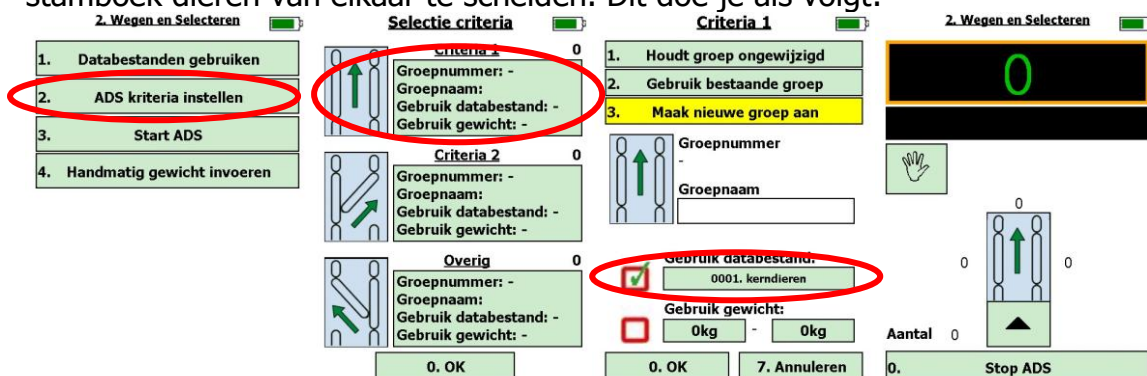 stamboek dieren van elkaar te scheiden. Dit doe je als volgt:
2. Wegen en Selecteren
1. Databestanden gebruiken
2. ADS kriteria instellen
3. Start ADS
4. Handmatig gewicht invoeren
Selectie criteria
Criteria 1 0
Groepnummer: -
Groepnaam:
Gebruik databestand: -
Gebruik gewicht: -
Criteria 2 0
Groepnummer: -
Groepnaam:
Gebruik databestand: -
Gebruik gewicht: -
Overig 0
Groepnummer: -
Groepnaam:
Gebruik databestand: -
Gebruik gewicht: -
0. OK
Criteria 1
1. Houdt groep ongewijzigd
2. Gebruik bestaande groep
3. Maak nieuwe groep aan
Groepnummer
-
Groepnaam
Gebruik databestand:
0001. kerndieren
Gebruik gewicht:
0kg - 0kg
0. OK 7. Annuleren
2. Wegen en Selecteren
0
0
0 0
Aantal 0
0. Stop ADS